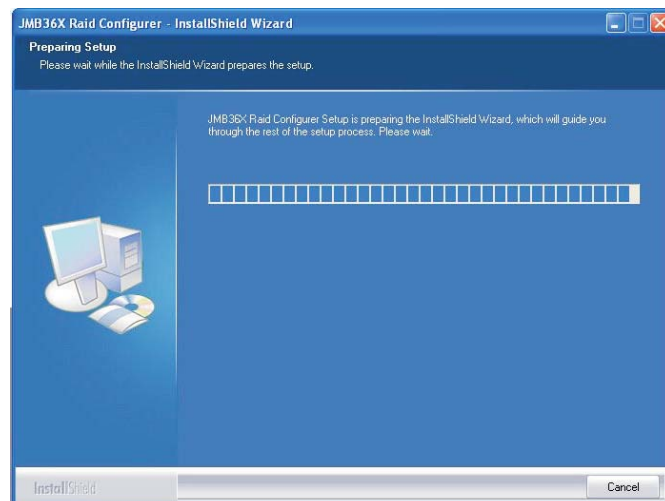 JMB36X Raid Configurer - InstallShield Wizard
Preparing Setup
Please wait while the InstallShield Wizard prepares the setup.
JMB36X Raid Configurer Setup is preparing the InstallShield Wizard, which will guide you
through the rest of the setup process. Please wait.
InstallShield
Cancel